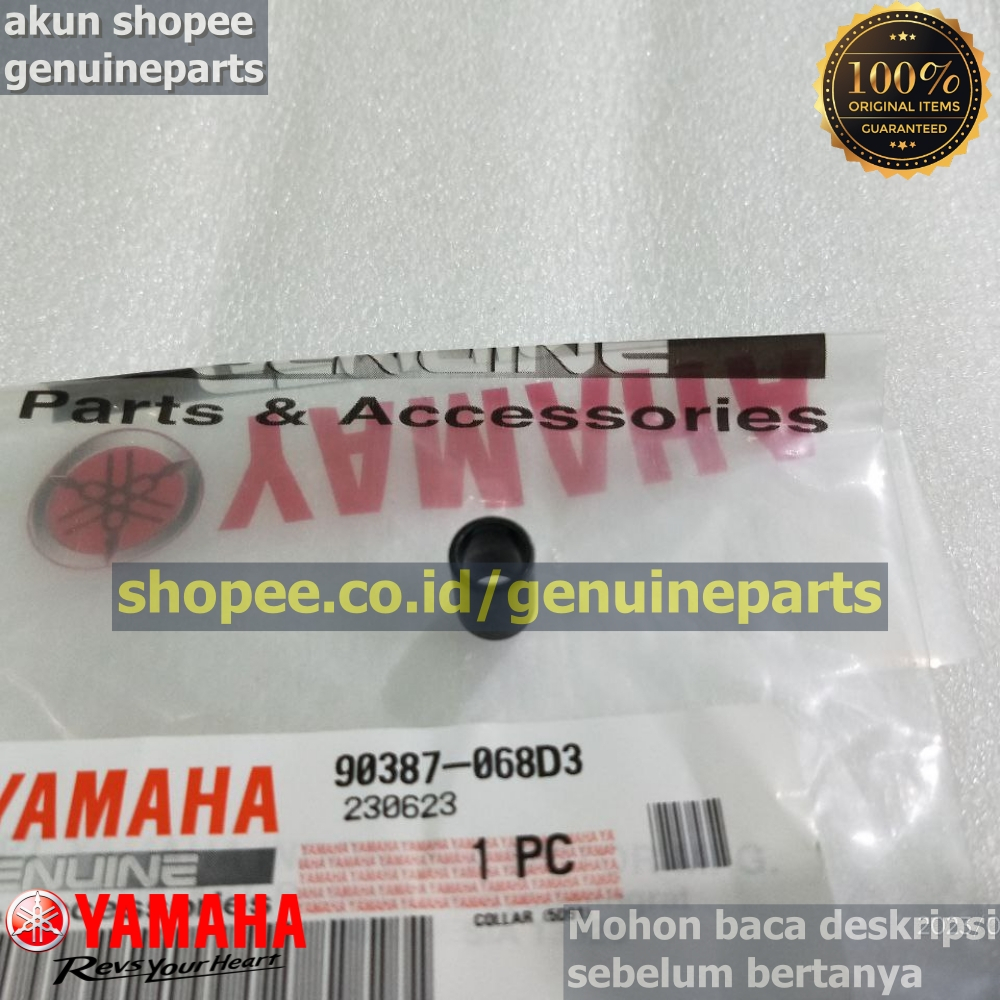 akun shopee
genuineparts
100%
ORIGINAL ITEMS
GUARANTEED
GENUINE
Parts & Accessories
YAMAHA
shopee.co.id/genuineparts
YAMAHA
90387-068D3
230623
GENUINE
1 PC
YAMAHA
Revs Your Heart
COLLAR
Mohon baca deskripsi
sebelum bertanya